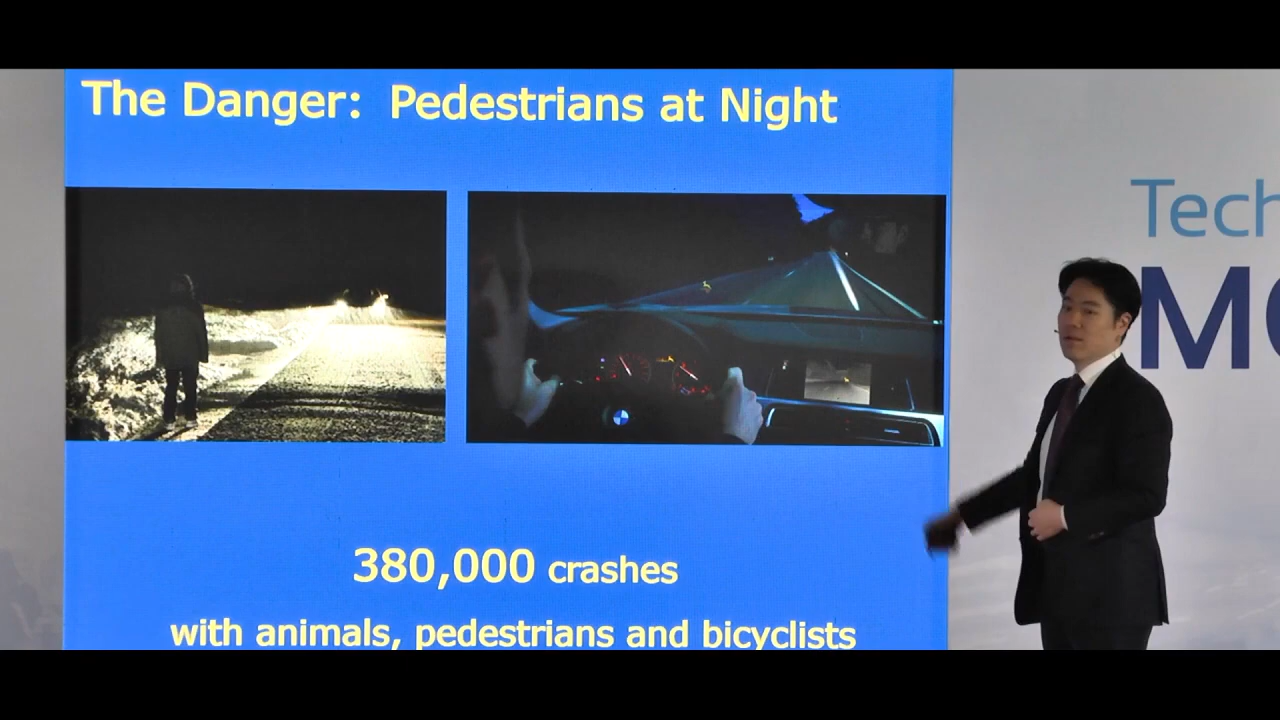 The Danger: Pedestrians at Night
380,000 crashes
with animals, pedestrians and bicyclists
Tech
MO